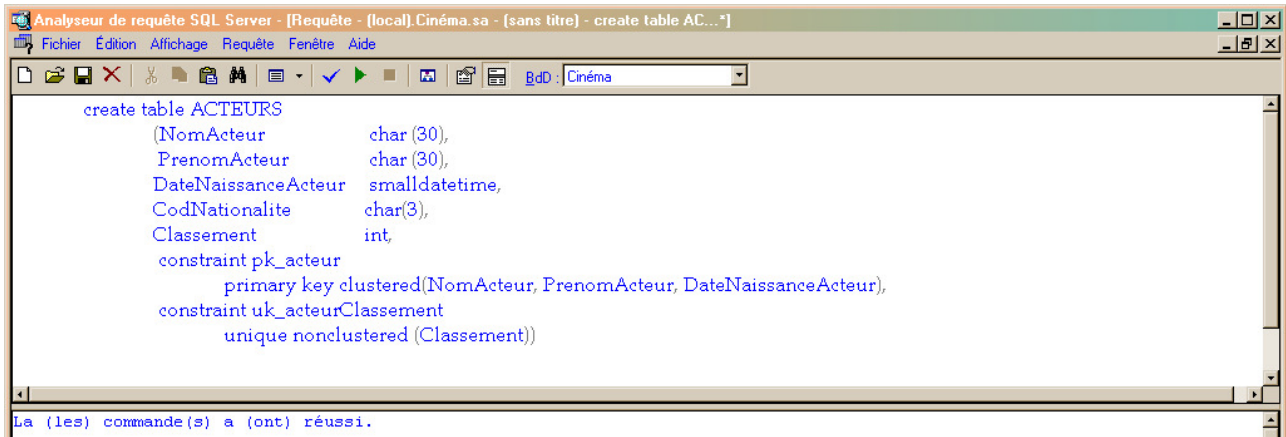 Analyseur de requête SQL Server - [Requête - (local).Cinéma.sa - (sans titre) - create table AC...*]
Fichier Édition Affichage Requête Fenêtre Aide
BdD : Cinéma
create table ACTEURS
(NomActeur char (30),
PrenomActeur char (30),
DateNaissanceActeur smalldatetime,
CodNationalite char(3),
Classement int,
constraint pk_acteur
primary key clustered(NomActeur, PrenomActeur, DateNaissanceActeur),
constraint uk_acteurClassement
unique nonclustered (Classement))
La (les) commande(s) a (ont) réussi.